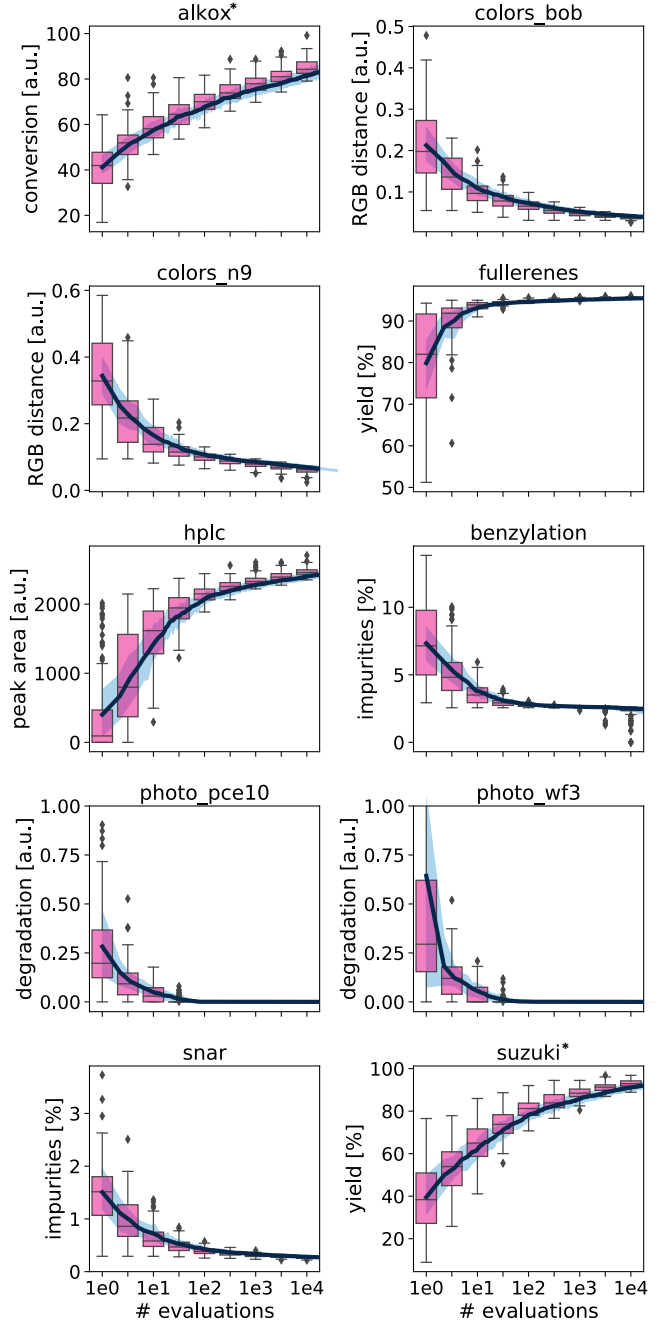 alkox*
conversion [a.u.]
100
80
60
40
20
colors_bob
RGB distance [a.u.]
0.5
0.4
0.3
0.2
0.1
colors_n9
RGB distance [a.u.]
0.6
0.4
0.2
0.0
fullerenes
yield [%]
90
80
70
60
50
hplc
peak area [a.u.]
2000
1000
0
benzylation
impurities [%]
10
5
0
photo_pce10
degradation [a.u.]
1.00
0.75
0.50
0.25
0.00
photo_wf3
degradation [a.u.]
1.00
0.75
0.50
0.25
0.00
snar
impurities [%]
3
2
1
0
1e0 1e1 1e2 1e3 1e4
# evaluations
suzuki*
yield [%]
100
80
60
40
20
1e0 1e1 1e2 1e3 1e4
# evaluations